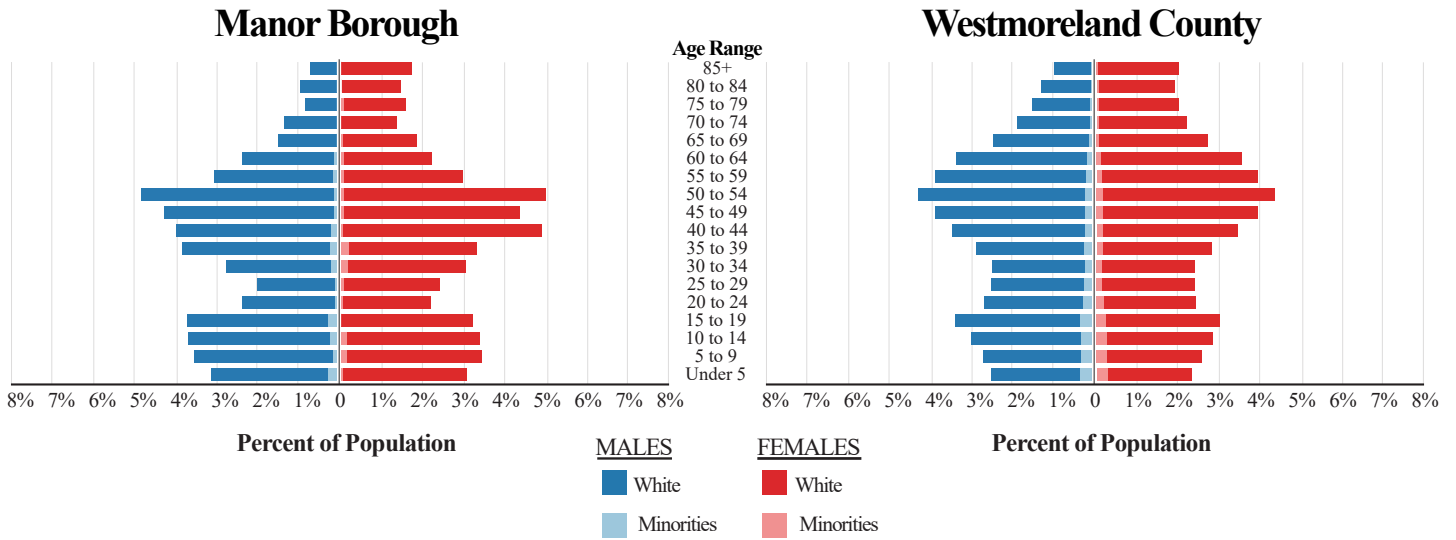 Manor Borough
Westmoreland County
Age Range
85+
80 to 84
75 to 79
70 to 74
65 to 69
60 to 64
55 to 59
50 to 54
45 to 49
40 to 44
35 to 39
30 to 34
25 to 29
20 to 24
15 to 19
10 to 14
5 to 9
Under 5
8% 7% 6% 5% 4% 3% 2% 1% 0 1% 2% 3% 4% 5% 6% 7% 8%
8% 7% 6% 5% 4% 3% 2% 1% 0 1% 2% 3% 4% 5% 6% 7% 8%
Percent of Population
Percent of Population
MALES
FEMALES
White
White
Minorities
Minorities